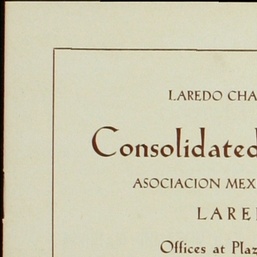 LAREDO CHA
Consolidated
ASOCIACION MEX
LARE
Offices at Plaz